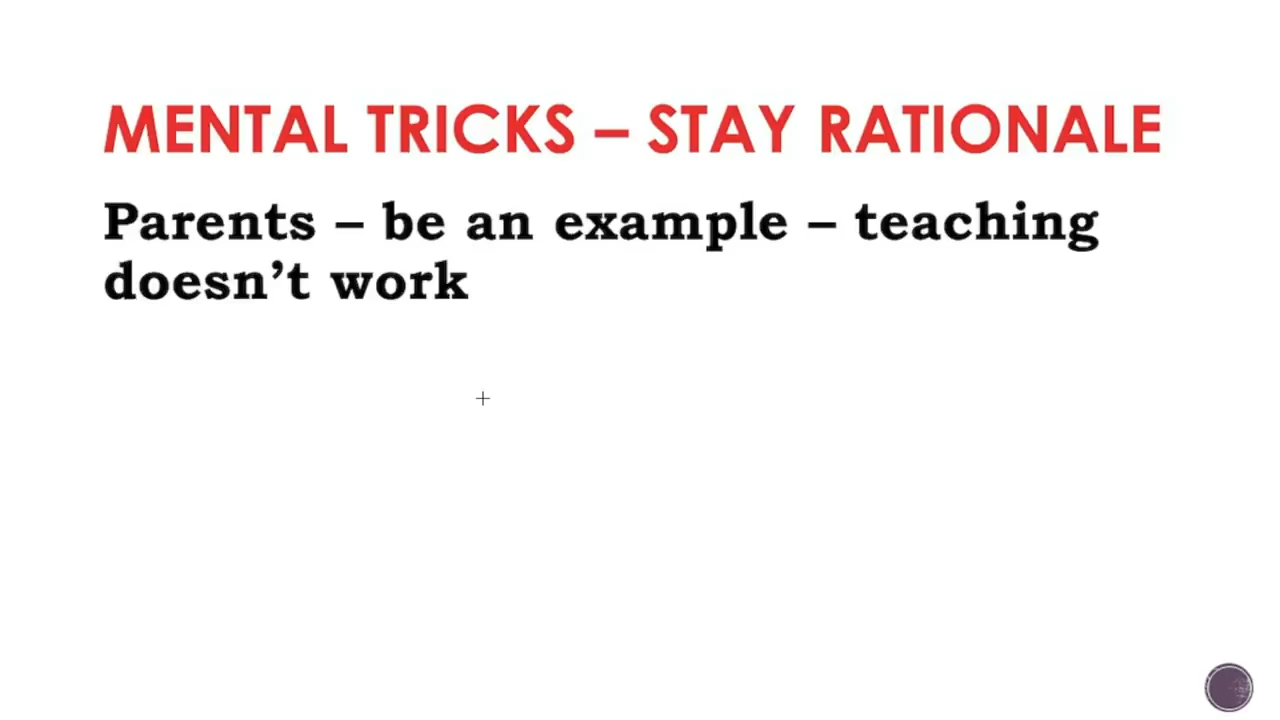 MENTAL TRICKS – STAY RATIONALE
Parents – be an example – teaching
doesn’t work